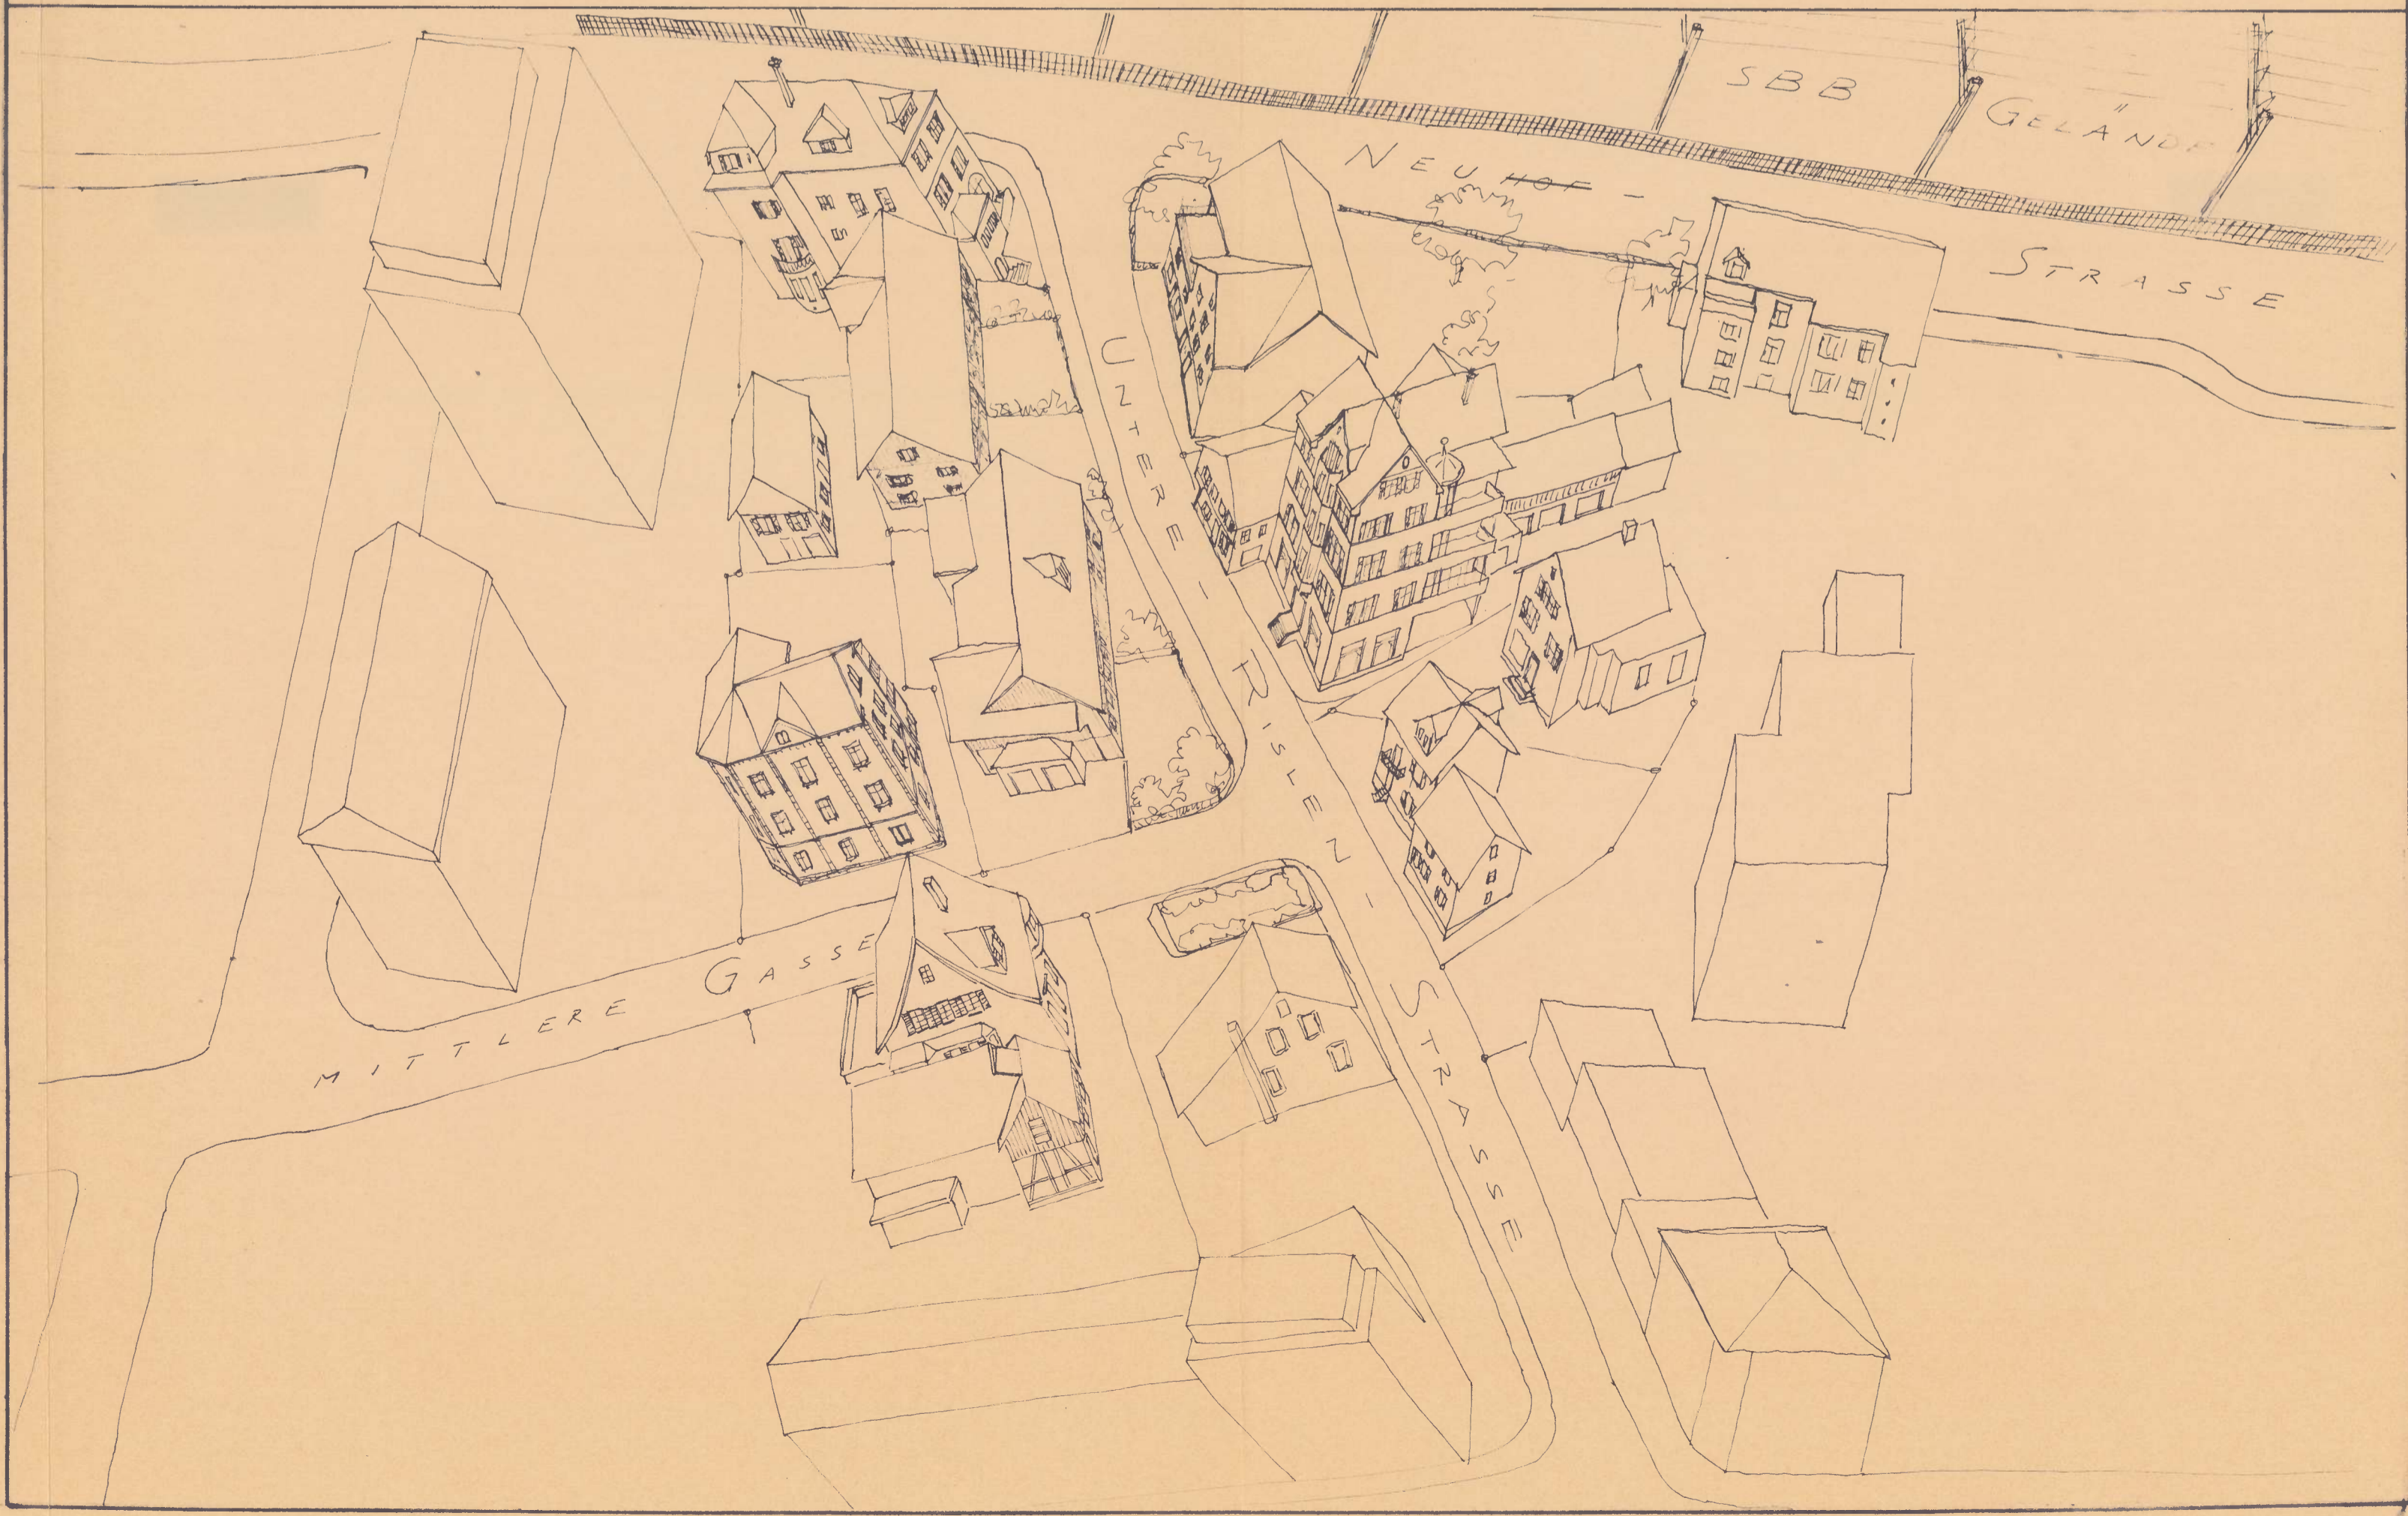 SBB
GELÄNDE
NEUHOF -
STRASSE
UNTERE - RISLEN - STRASSE
MITTLERE GASSE